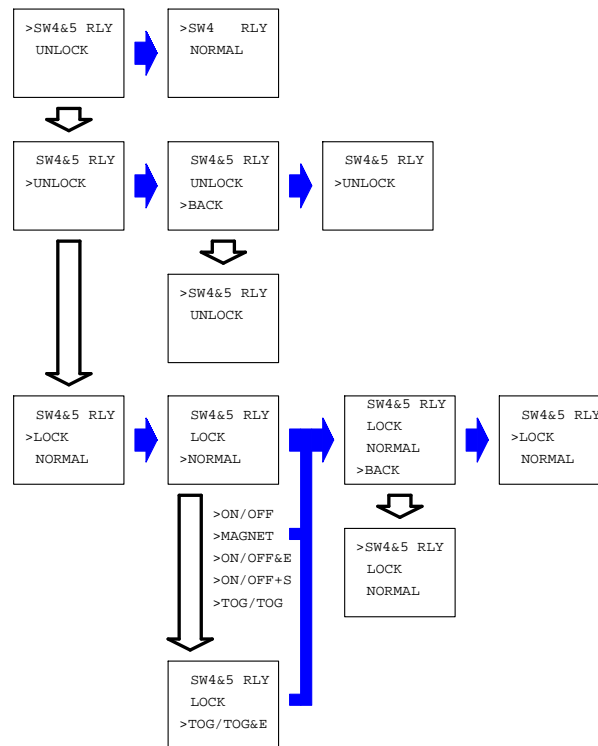 >SW4&5 RLY
UNLOCK
>SW4 RLY
NORMAL
SW4&5 RLY
>UNLOCK
SW4&5 RLY
UNLOCK
>BACK
SW4&5 RLY
>UNLOCK
>SW4&5 RLY
UNLOCK
SW4&5 RLY
>LOCK
NORMAL
SW4&5 RLY
LOCK
>NORMAL
SW4&5 RLY
LOCK
NORMAL
>BACK
SW4&5 RLY
>LOCK
NORMAL
>ON/OFF
>MAGNET
>ON/OFF&E
>ON/OFF+S
>TOG/TOG
>SW4&5 RLY
LOCK
NORMAL
SW4&5 RLY
LOCK
>TOG/TOG&E